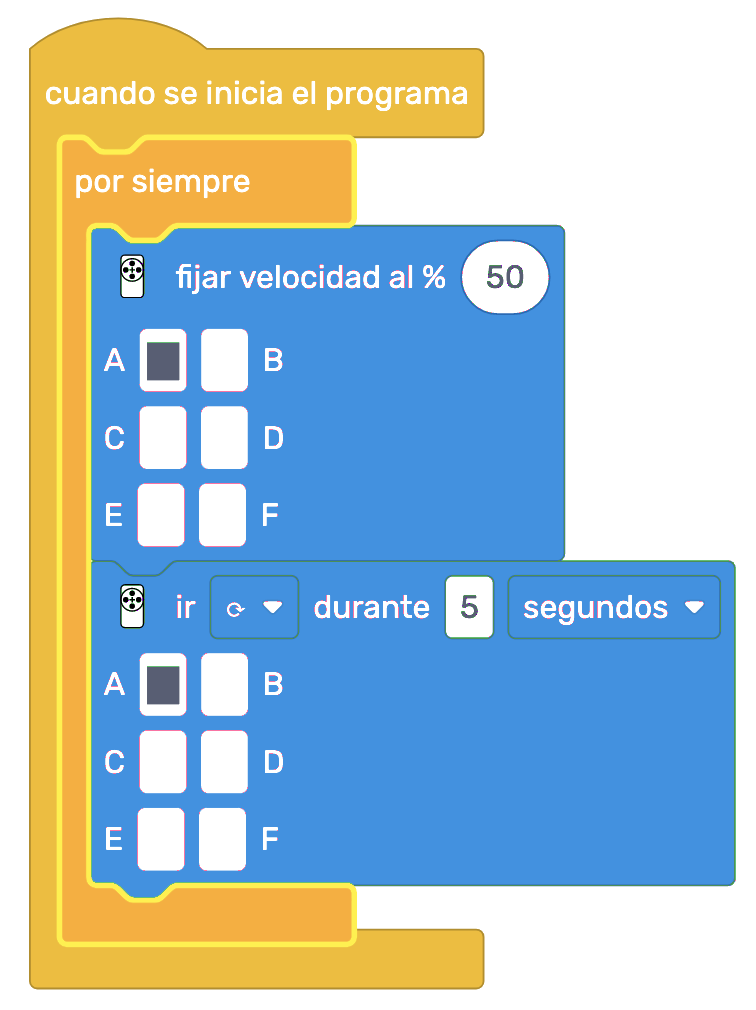 cuando se inicia el programa
por siempre
fijar velocidad al % 50
A B
C D
E F
ir durante 5 segundos
A B
C D
E F